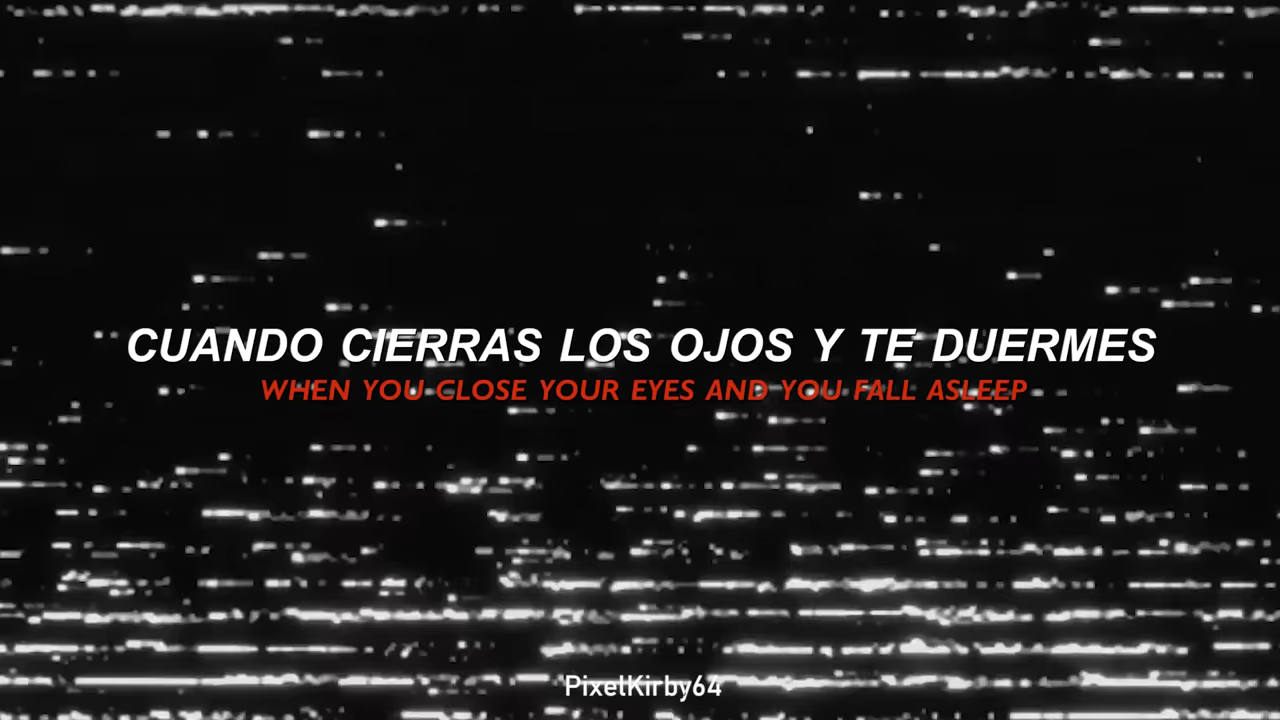 CUANDO CIERRAS LOS OJOS Y TE DUERMES
WHEN YOU CLOSE YOUR EYES AND YOU FALL ASLEEP
PixelKirby64